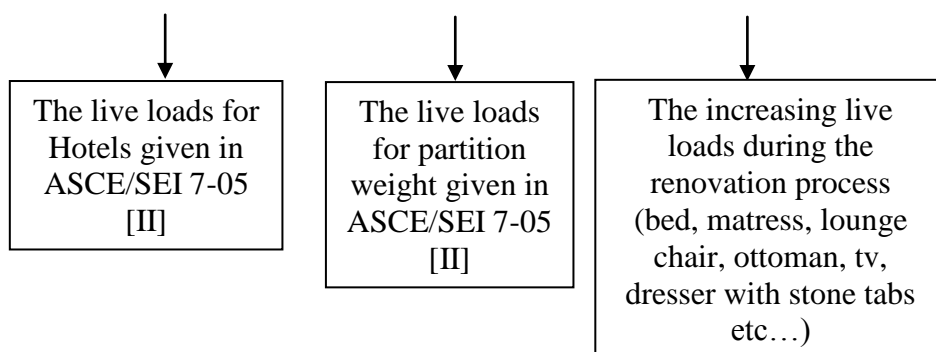 The live loads for
Hotels given in
ASCE/SEI 7-05
[II]
The live loads
for partition
weight given in
ASCE/SEI 7-05
[II]
The increasing live
loads during the
renovation process
(bed, matress, lounge
chair, ottoman, tv,
dresser with stone tabs
etc…)